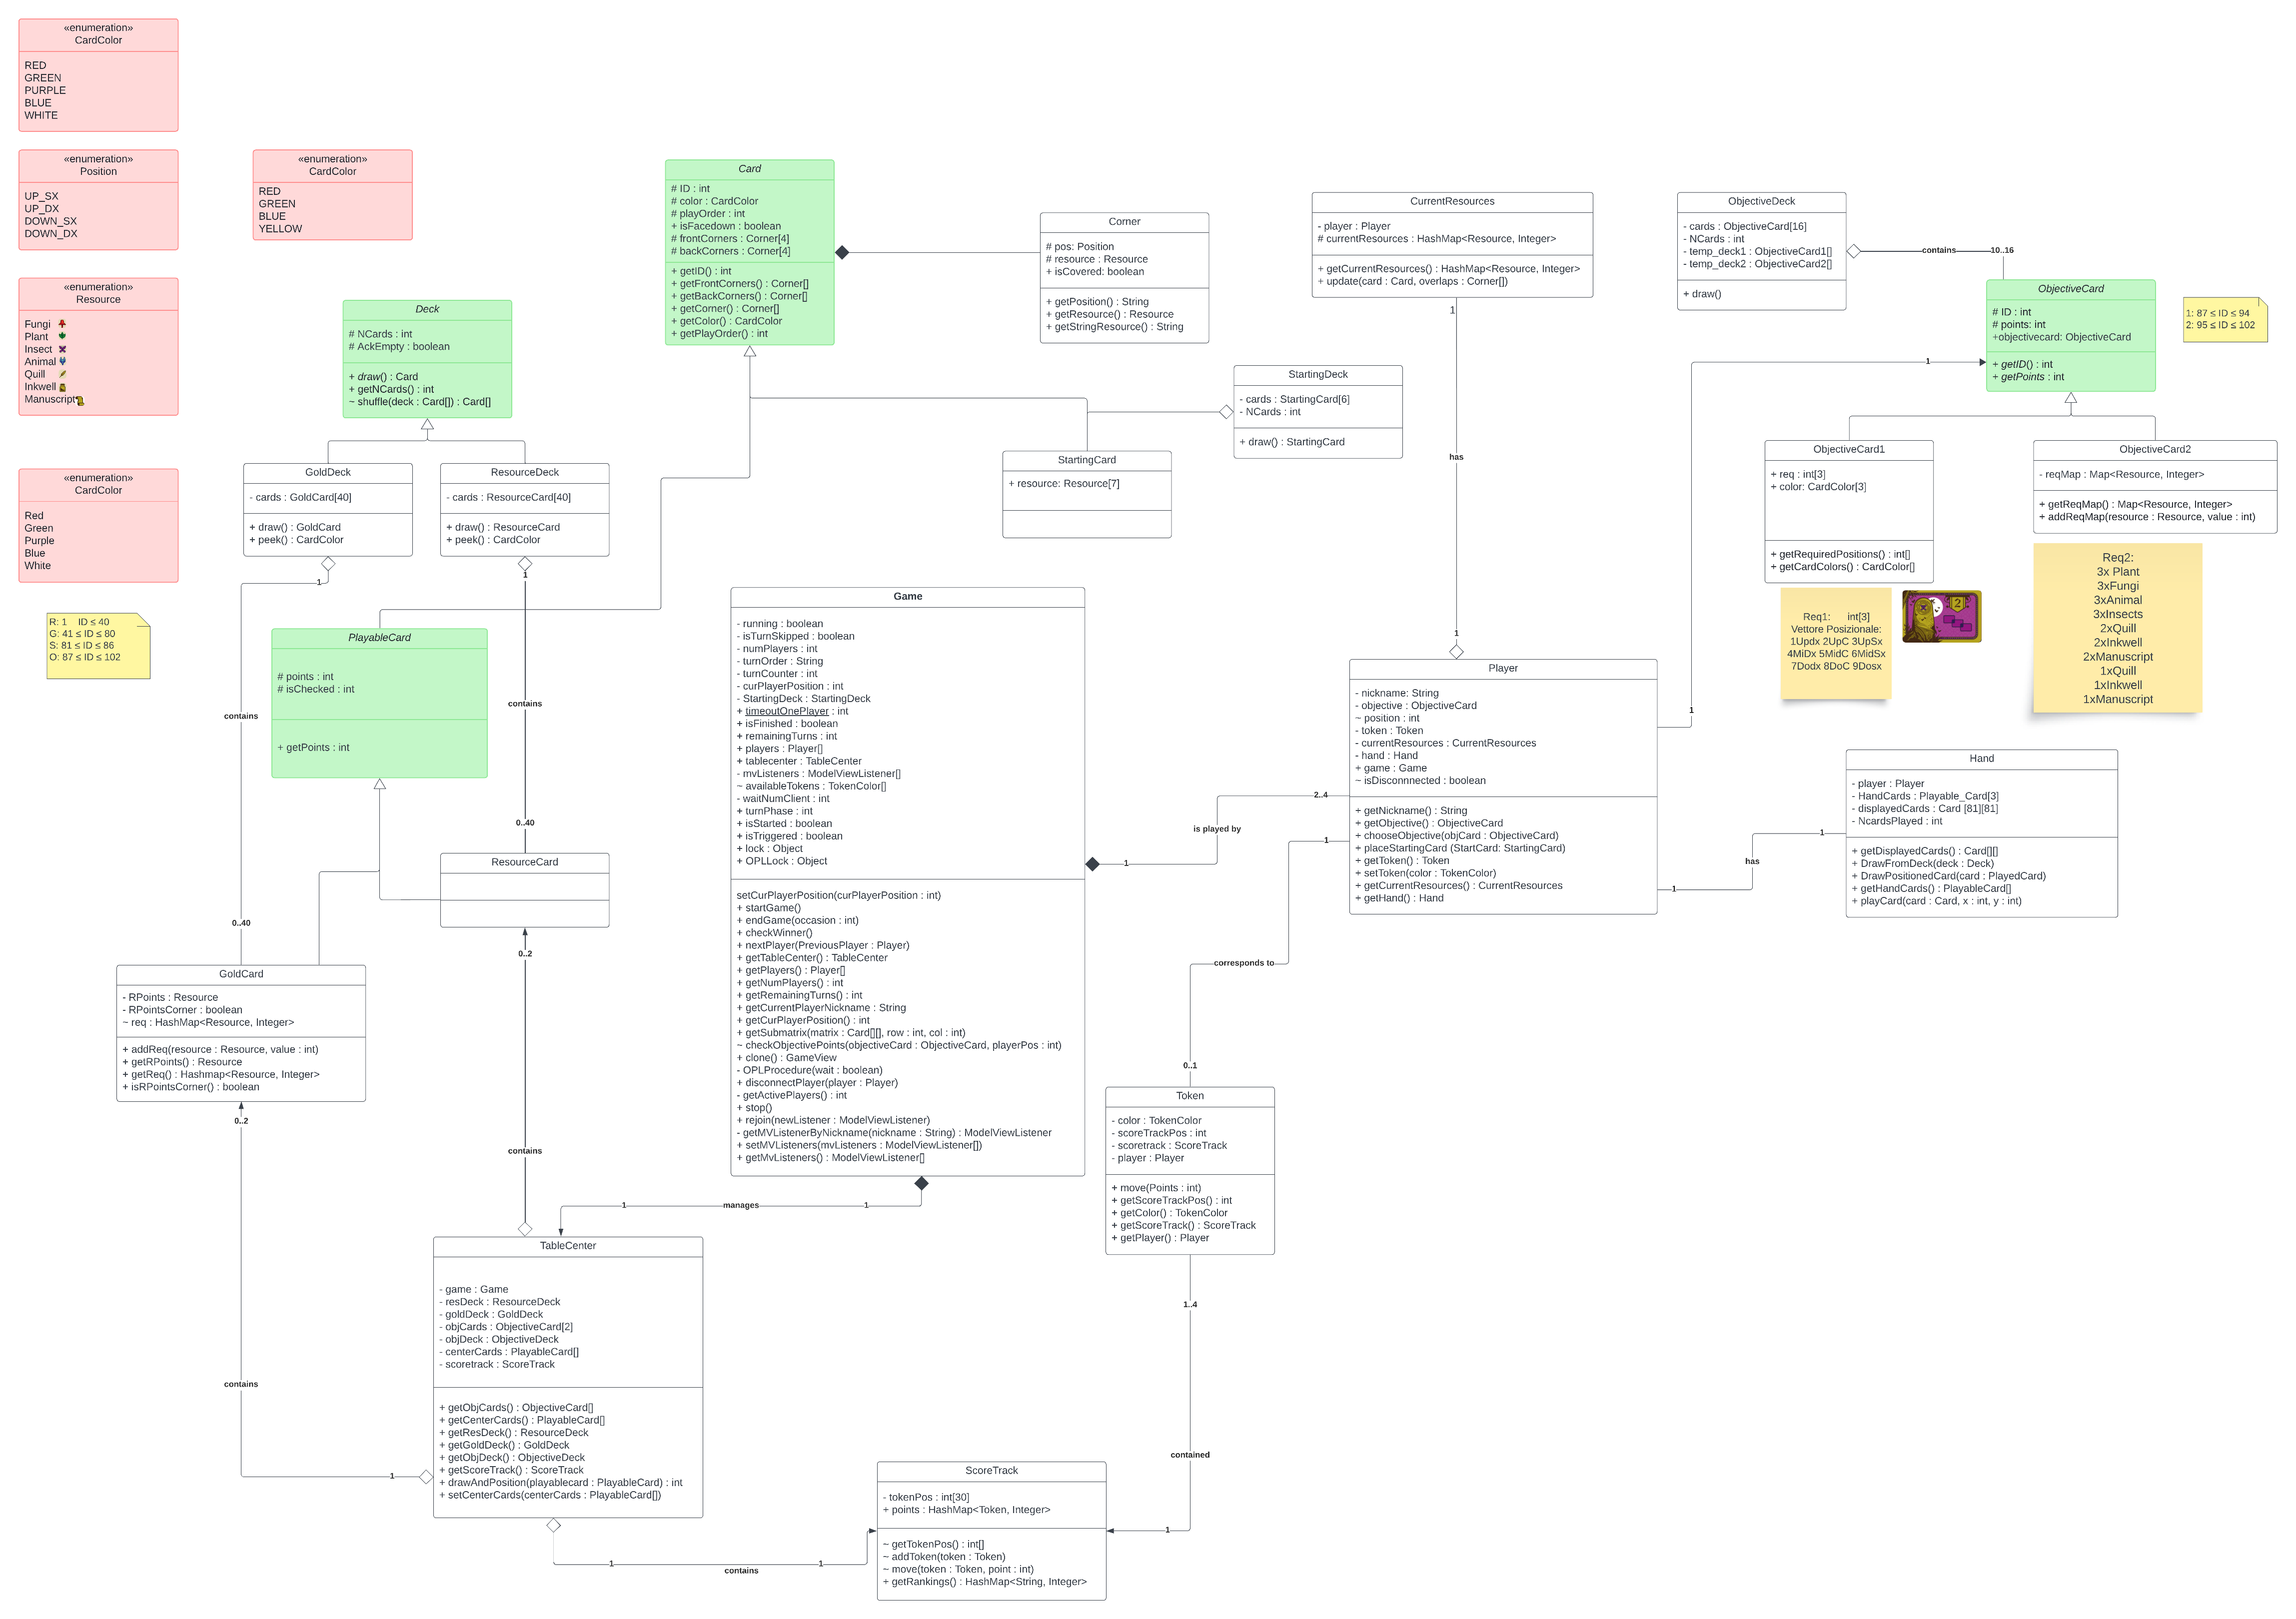 «enumeration»
CardColor
RED
GREEN
PURPLE
BLUE
WHITE
«enumeration»
Position
UP_SX
UP_DX
DOWN_SX
DOWN_DX
«enumeration»
CardColor
RED
GREEN
BLUE
YELLOW
«enumeration»
Resource
Fungi
Plant
Insect
Animal
Quill
Inkwell
Manuscript
«enumeration»
CardColor
Red
Green
Purple
Blue
White
R: 1    ID ≤ 40
G: 41 ≤ ID ≤ 80
S: 81 ≤ ID ≤ 86
O: 87 ≤ ID ≤ 102
Deck
# NCards : int
# AckEmpty : boolean
+ draw() : Card
+ getNCards() : int
~ shuffle(deck : Card[]) : Card[]
GoldDeck
- cards : GoldCard[40]
+ draw() : GoldCard
+ peek() : CardColor
ResourceDeck
- cards : ResourceCard[40]
+ draw() : ResourceCard
+ peek() : CardColor
1
contains
0..40
1
contains
0..40
PlayableCard
# points : int
# isChecked : int
+ getPoints : int
ResourceCard
0..2
contains
GoldCard
- RPoints : Resource
- RPointsCorner : boolean
~ req : HashMap<Resource, Integer>
+ addReq(resource : Resource, value : int)
+ getRPoints() : Resource
+ getReq() : Hashmap<Resource, Integer>
+ isRPointsCorner() : boolean
0..2
contains
1
Card
# ID : int
# color : CardColor
# playOrder : int
+ isFacedown : boolean
# frontCorners : Corner[4]
# backCorners : Corner[4]
+ getID() : int
+ getFrontCorners() : Corner[]
+ getBackCorners() : Corner[]
+ getCorner() : Corner[]
+ getColor() : CardColor
+ getPlayOrder() : int
Corner
# pos: Position
# resource : Resource
+ isCovered: boolean
+ getPosition() : String
+ getResource() : Resource
+ getStringResource() : String
StartingDeck
- cards : StartingCard[6]
- NCards : int
+ draw() : StartingCard
StartingCard
+ resource: Resource[7]
CurrentResources
- player : Player
# currentResources : HashMap<Resource, Integer>
+ getCurrentResources() : HashMap<Resource, Integer>
+ update(card : Card, overlaps : Corner[])
1
has
1
ObjectiveDeck
- cards : ObjectiveCard[16]
- NCards : int
- temp_deck1 : ObjectiveCard1[]
- temp_deck2 : ObjectiveCard2[]
+ draw()
contains
10..16
ObjectiveCard
# ID : int
# points: int
+objectivecard: ObjectiveCard
+ getID() : int
+ getPoints : int
1: 87 ≤ ID ≤ 94
2: 95 ≤ ID ≤ 102
1
1
ObjectiveCard1
+ req : int[3]
+ color: CardColor[3]
+ getRequiredPositions() : int[]
+ getCardColors() : CardColor[]
ObjectiveCard2
- reqMap : Map<Resource, Integer>
+ getReqMap() : Map<Resource, Integer>
+ addReqMap(resource : Resource, value : int)
Req1:      int[3]
Vettore Posizionale:
1Updx 2UpC 3UpSx
4MiDx 5MidC 6MidSx
7Dodx 8DoC 9Dosx
2
Req2:
3x Plant
3xFungi
3xAnimal
3xInsects
2xQuill
2xInkwell
2xManuscript
1xQuill
1xInkwell
1xManuscript
Game
- running : boolean
- isTurnSkipped : boolean
- numPlayers : int
- turnOrder : String
- turnCounter : int
- curPlayerPosition : int
- StartingDeck : StartingDeck
+ timeoutOnePlayer : int
+ isFinished : boolean
+ remainingTurns : int
+ players : Player[]
+ tablecenter : TableCenter
- mvListeners : ModelViewListener[]
~ availableTokens : TokenColor[]
- waitNumClient : int
+ turnPhase : int
+ isStarted : boolean
+ isTriggered : boolean
+ lock : Object
+ OPLLock : Object
setCurPlayerPosition(curPlayerPosition : int)
+ startGame()
+ endGame(occasion : int)
+ checkWinner()
+ nextPlayer(PreviousPlayer : Player)
+ getTableCenter() : TableCenter
+ getPlayers() : Player[]
+ getNumPlayers() : int
+ getRemainingTurns() : int
+ getCurrentPlayerNickname : String
+ getCurPlayerPosition() : int
+ getSubmatrix(matrix : Card[][], row : int, col : int)
~ checkObjectivePoints(objectiveCard : ObjectiveCard, playerPos : int)
+ clone() : GameView
- OPLProcedure(wait : boolean)
+ disconnectPlayer(player : Player)
- getActivePlayers() : int
+ stop()
+ rejoin(newListener : ModelViewListener)
- getMVListenerByNickname(nickname : String) : ModelViewListener
+ setMVListeners(mvListeners : ModelViewListener[])
+ getMvListeners() : ModelViewListener[]
2..4
is played by
1
Player
- nickname: String
- objective : ObjectiveCard
~ position : int
- token : Token
- currentResources : CurrentResources
- hand : Hand
+ game : Game
~ isDisconnnected : boolean
+ getNickname() : String
+ getObjective() : ObjectiveCard
+ chooseObjective(objCard : ObjectiveCard)
+ placeStartingCard (StartCard: StartingCard)
+ getToken() : Token
+ setToken(color : TokenColor)
+ getCurrentResources() : CurrentResources
+ getHand() : Hand
Hand
- player : Player
- HandCards : Playable_Card[3]
- displayedCards : Card [81][81]
- NcardsPlayed : int
+ getDisplayedCards() : Card[][]
+ DrawFromDeck(deck : Deck)
+ DrawPositionedCard(card : PlayedCard)
+ getHandCards() : PlayableCard[]
+ playCard(card : Card, x : int, y : int)
1
has
1
1
corresponds to
0..1
Token
- color : TokenColor
- scoreTrackPos : int
- scoretrack : ScoreTrack
- player : Player
+ move(Points : int)
+ getScoreTrackPos() : int
+ getColor() : TokenColor
+ getScoreTrack() : ScoreTrack
+ getPlayer() : Player
1..4
contained
1
1
manages
1
TableCenter
- game : Game
- resDeck : ResourceDeck
- goldDeck : GoldDeck
- objCards : ObjectiveCard[2]
- objDeck : ObjectiveDeck
- centerCards : PlayableCard[]
- scoretrack : ScoreTrack
+ getObjCards() : ObjectiveCard[]
+ getCenterCards() : PlayableCard[]
+ getResDeck() : ResourceDeck
+ getGoldDeck() : GoldDeck
+ getObjDeck() : ObjectiveDeck
+ getScoreTrack() : ScoreTrack
+ drawAndPosition(playablecard : PlayableCard) : int
+ setCenterCards(centerCards : PlayableCard[])
1
contains
1
ScoreTrack
- tokenPos : int[30]
+ points : HashMap<Token, Integer>
~ getTokenPos() : int[]
~ addToken(token : Token)
~ move(token : Token, point : int)
+ getRankings() : HashMap<String, Integer>